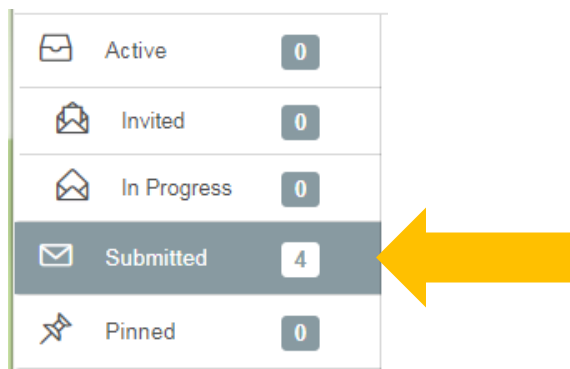 Active 0
Invited 0
In Progress 0
Submitted 4
Pinned 0